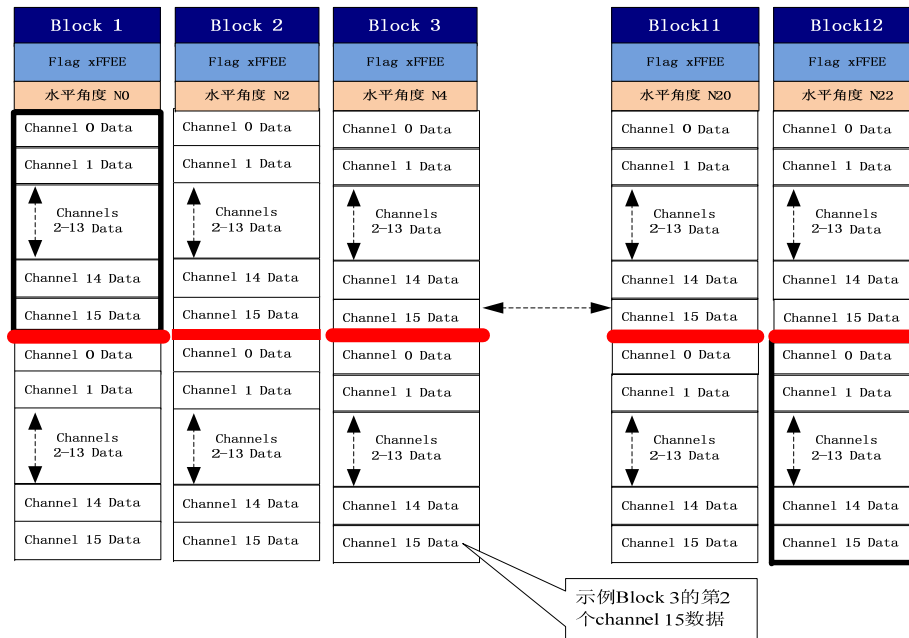 Block 1
Flag xFFEE
水平角度 N0
Channel 0 Data
Channel 1 Data
Channels
2-13 Data
Channel 14 Data
Channel 15 Data
Channel 0 Data
Channel 1 Data
Channels
2-13 Data
Channel 14 Data
Channel 15 Data
Block 2
Flag xFFEE
水平角度 N2
Channel 0 Data
Channel 1 Data
Channels
2-13 Data
Channel 14 Data
Channel 15 Data
Channel 0 Data
Channel 1 Data
Channels
2-13 Data
Channel 14 Data
Channel 15 Data
Block 3
Flag xFFEE
水平角度 N4
Channel 0 Data
Channel 1 Data
Channels
2-13 Data
Channel 14 Data
Channel 15 Data
Channel 0 Data
Channel 1 Data
Channels
2-13 Data
Channel 14 Data
Channel 15 Data
Block11
Flag xFFEE
水平角度 N20
Channel 0 Data
Channel 1 Data
Channels
2-13 Data
Channel 14 Data
Channel 15 Data
Channel 0 Data
Channel 1 Data
Channels
2-13 Data
Channel 14 Data
Channel 15 Data
Block12
Flag xFFEE
水平角度 N22
Channel 0 Data
Channel 1 Data
Channels
2-13 Data
Channel 14 Data
Channel 15 Data
Channel 0 Data
Channel 1 Data
Channels
2-13 Data
Channel 14 Data
Channel 15 Data
示例Block 3的第2
个channel 15数据